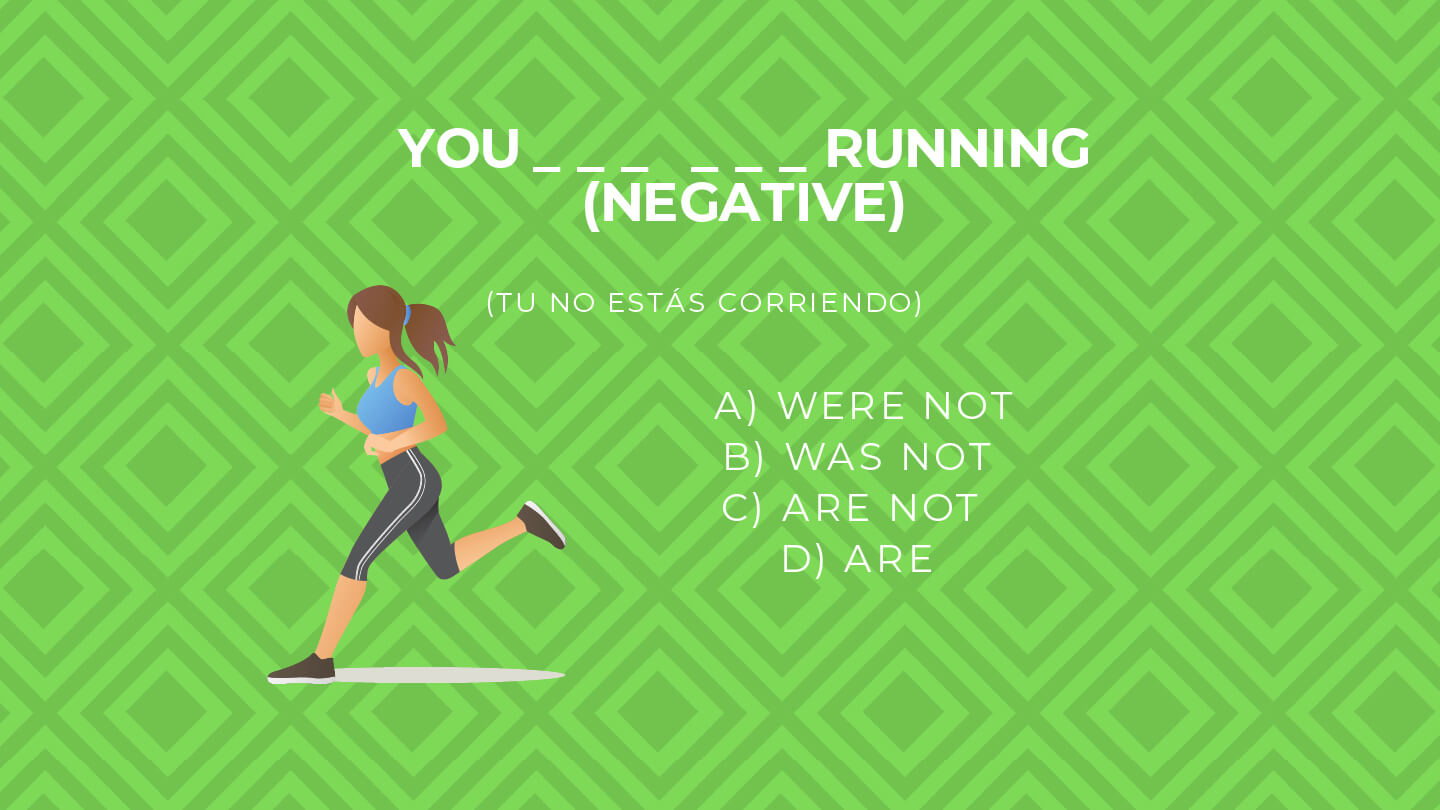 YOU _ _ _  _ _ _ RUNNING
(NEGATIVE)
(TU NO ESTÁS CORRIENDO)
A) WERE NOT
B) WAS NOT
C) ARE NOT
D) ARE